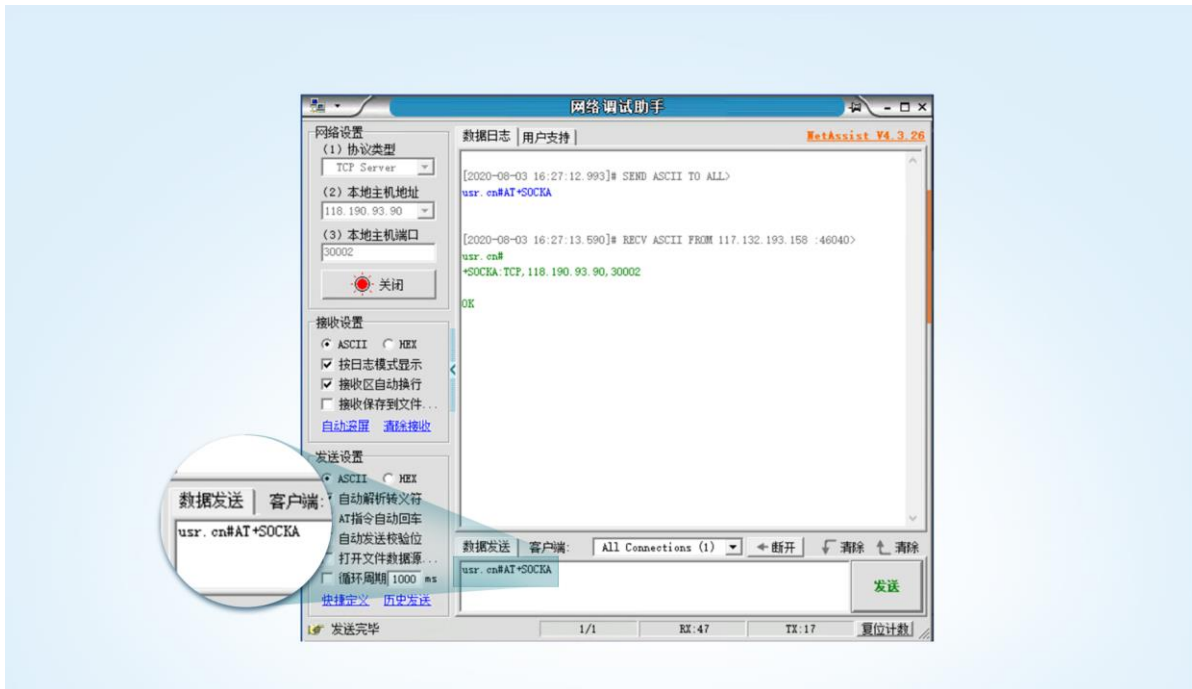 网络调试助手
网络设置
(1) 协议类型
TCP Server
(2) 本地主机地址
118.190.93.90
(3) 本地主机端口
30002
关闭
接收设置
ASCII HEX
按日志模式显示
接收区自动换行
接收保存到文件...
自动滚屏 清除接收
发送设置
ASCII HEX
自动解析转义符
AT指令自动回车
自动发送校验位
打开文件数据源...
循环周期 1000 ms
快捷定义 历史发送
数据日志 用户支持
NetAssist V4.3.26
[2020-08-03 16:27:12.993]# SEND ASCII TO ALL>
usr.cn#AT+SOCKA
[2020-08-03 16:27:13.590]# RECV ASCII FROM 117.132.193.158 :46040>
usr.cn#
+SOCKA:TCP,118.190.93.90,30002
OK
数据发送 客户端: All Connections (1) 断开 清除 清除
usr.cn#AT+SOCKA
发送
数据发送 客户端:
usr.cn#AT+SOCKA
发送完毕 1/1 RX:47 TX:17 复位计数